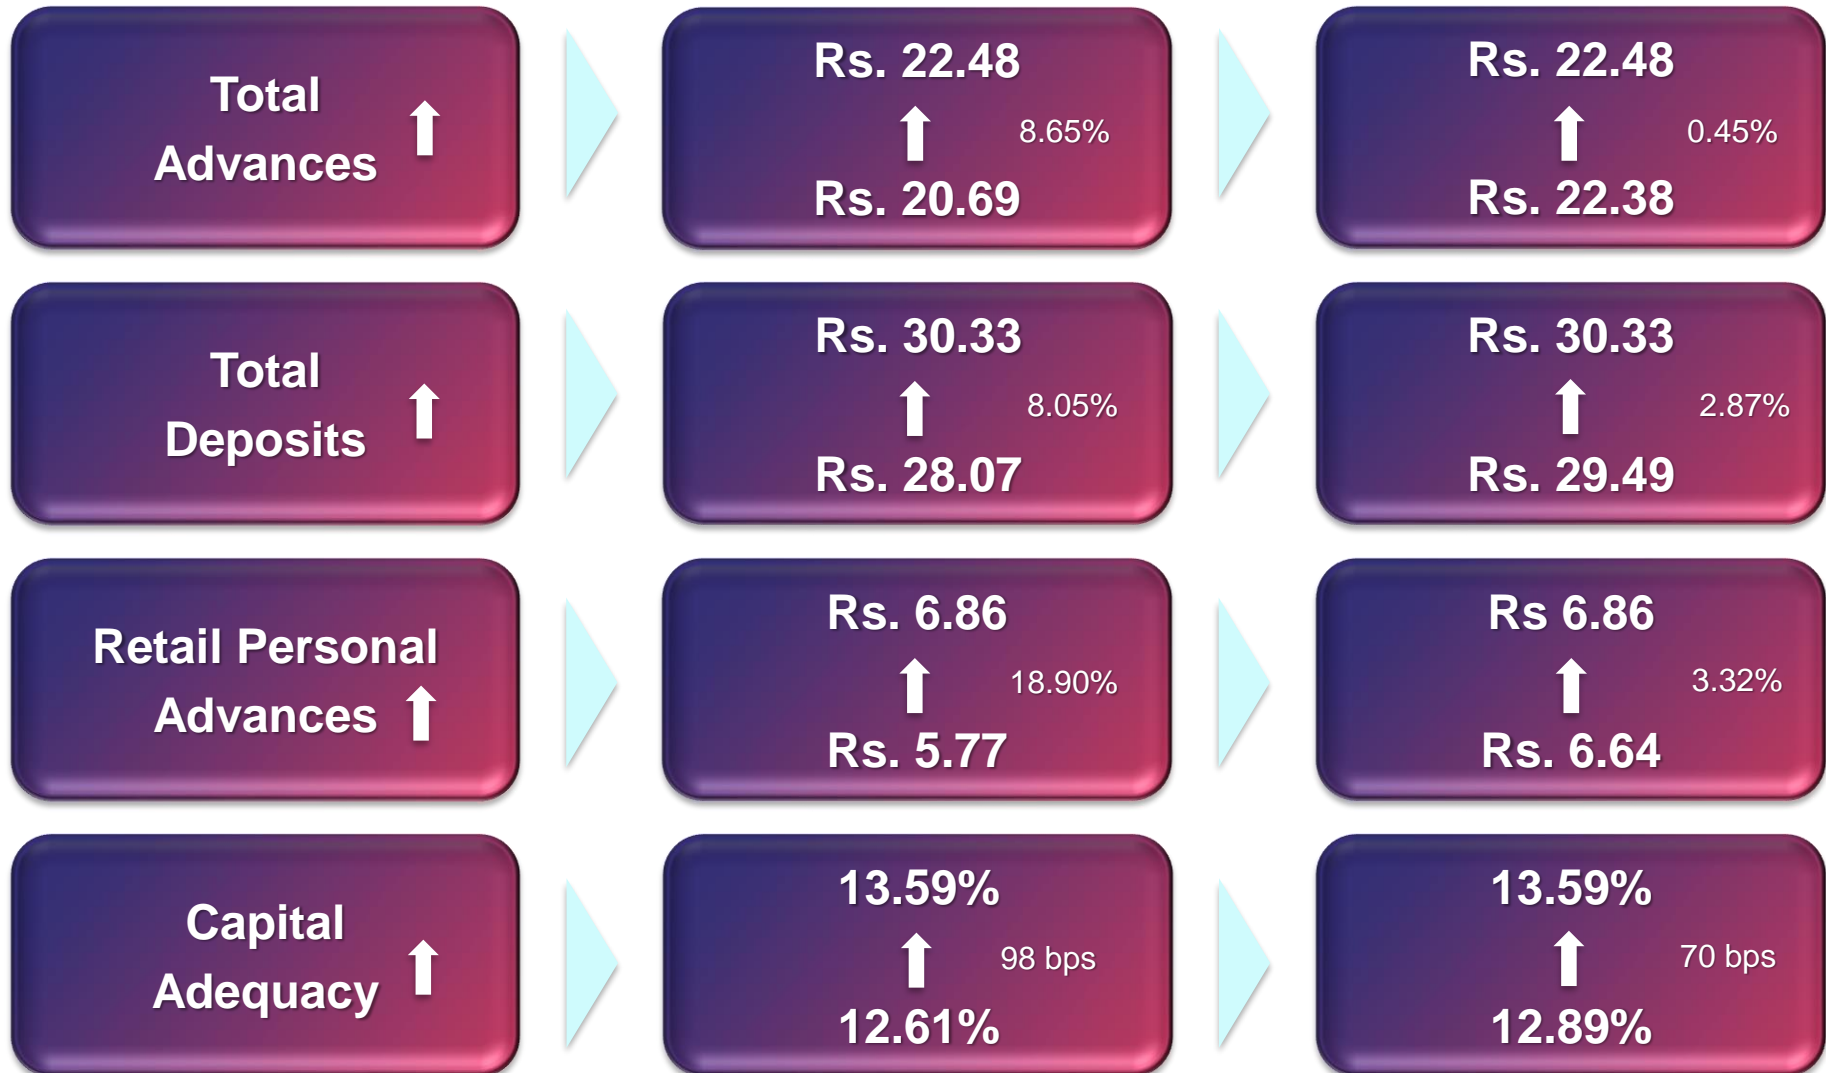 Total
Advances
Rs. 22.48
8.65%
Rs. 20.69
Rs. 22.48
0.45%
Rs. 22.38
Total
Deposits
Rs. 30.33
8.05%
Rs. 28.07
Rs. 30.33
2.87%
Rs. 29.49
Retail Personal
Advances
Rs. 6.86
18.90%
Rs. 5.77
Rs 6.86
3.32%
Rs. 6.64
Capital
Adequacy
13.59%
98 bps
12.61%
13.59%
70 bps
12.89%